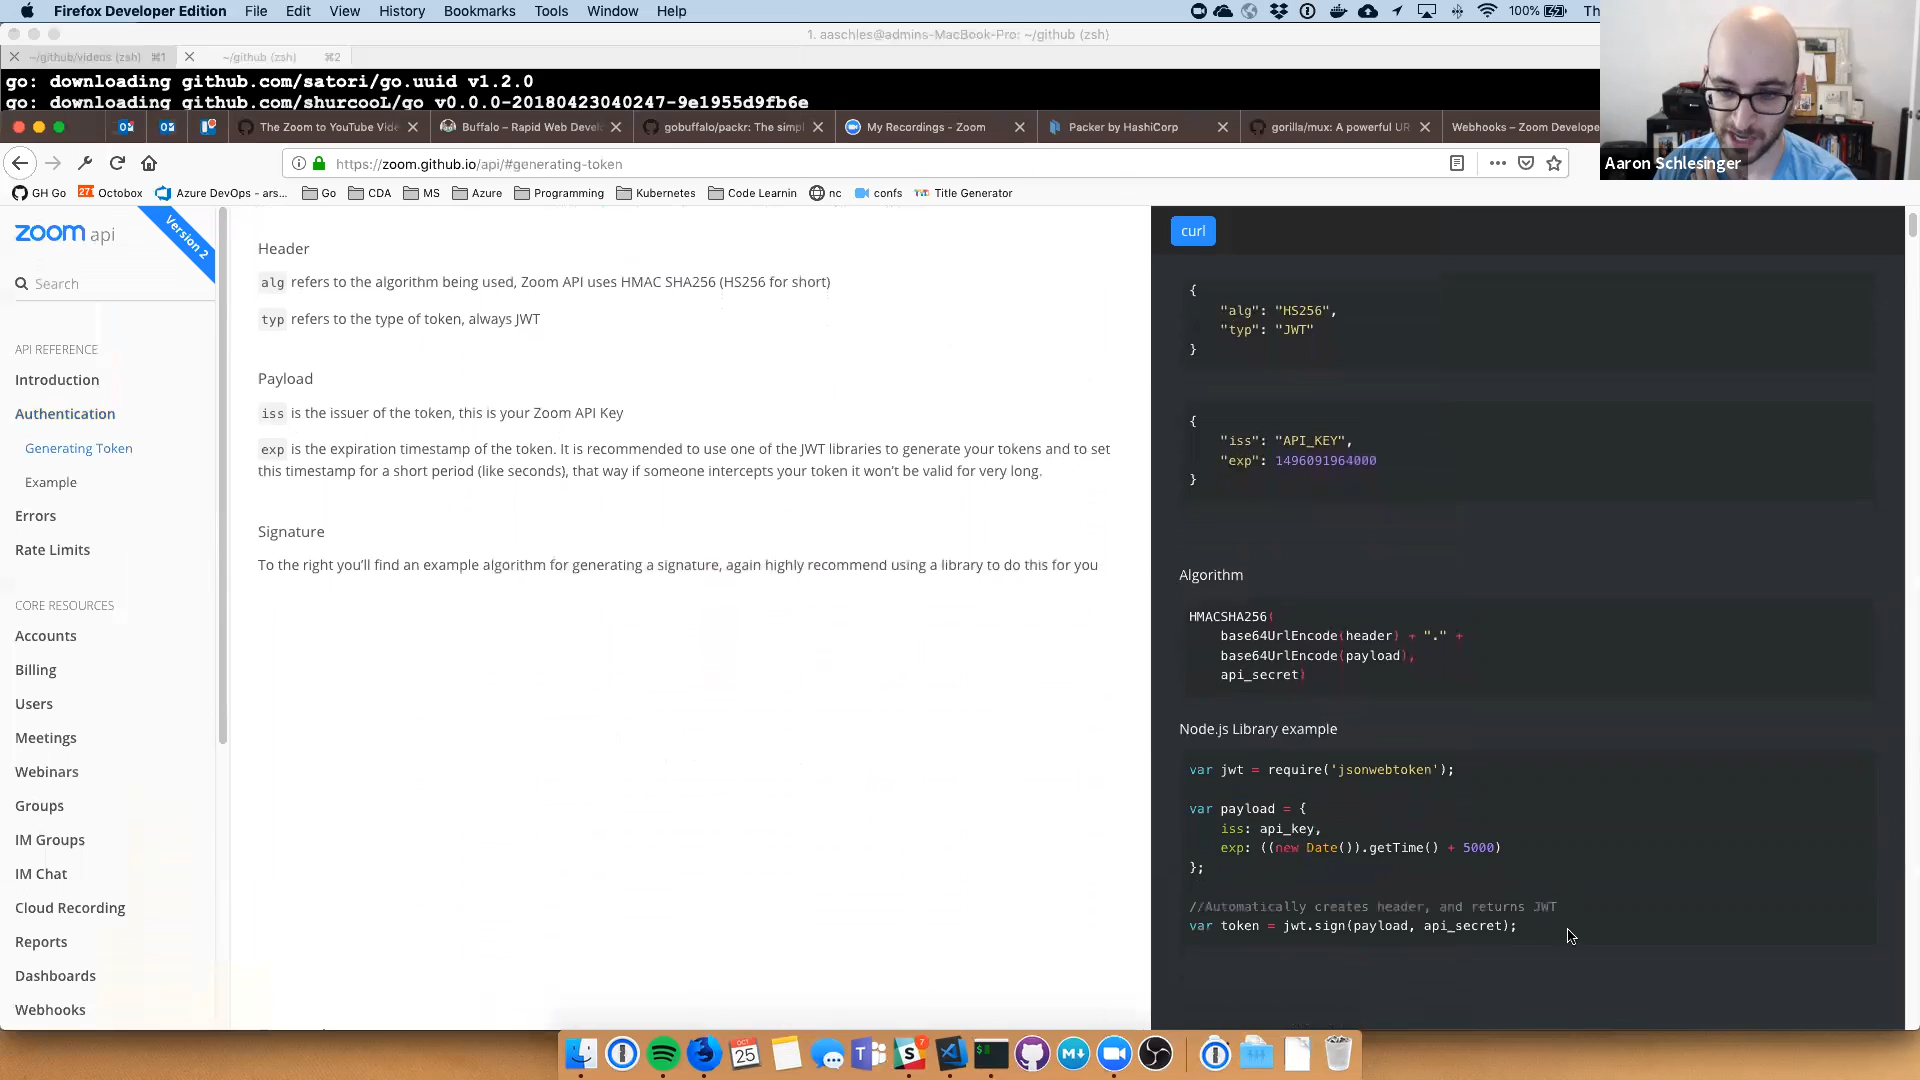 Firefox Developer Edition File Edit View History Bookmarks Tools Window Help 100% Th
1. aaschles@admins-MacBook-Pro: ~/github (zsh)
~/github/videos (zsh) ⌘1 ~/github (zsh) ⌘2
go: downloading github.com/satori/go.uuid v1.2.0
go: downloading github.com/shurcooL/go v0.0.0-20180423040247-9e1955d9fb6e
The Zoom to YouTube Vide Buffalo – Rapid Web Devel gobuffalo/packr: The simpl My Recordings - Zoom Packer by HashiCorp gorilla/mux: A powerful UR Webhooks – Zoom Develope
https://zoom.github.io/api/#generating-token
Aaron Schlesinger
GH Go 271 Octobox Azure DevOps - ars... Go CDA MS Azure Programming Kubernetes Code Learnin nc confs Title Generator
zoom api
Version 2
Search
API REFERENCE
Introduction
Authentication
Generating Token
Example
Errors
Rate Limits
CORE RESOURCES
Accounts
Billing
Users
Meetings
Webinars
Groups
IM Groups
IM Chat
Cloud Recording
Reports
Dashboards
Webhooks
Header
alg refers to the algorithm being used, Zoom API uses HMAC SHA256 (HS256 for short)
typ refers to the type of token, always JWT
Payload
iss is the issuer of the token, this is your Zoom API Key
exp is the expiration timestamp of the token. It is recommended to use one of the JWT libraries to generate your tokens and to set
this timestamp for a short period (like seconds), that way if someone intercepts your token it won't be valid for very long.
Signature
To the right you'll find an example algorithm for generating a signature, again highly recommend using a library to do this for you
curl
{
"alg": "HS256",
"typ": "JWT"
}
{
"iss": "API_KEY",
"exp": 1496091964000
}
Algorithm
HMACSHA256(
base64UrlEncode(header) + "." +
base64UrlEncode(payload),
api_secret)
Node.js Library example
var jwt = require('jsonwebtoken');
var payload = {
iss: api_key,
exp: ((new Date()).getTime() + 5000)
};
//Automatically creates header, and returns JWT
var token = jwt.sign(payload, api_secret);
OCT
25
7